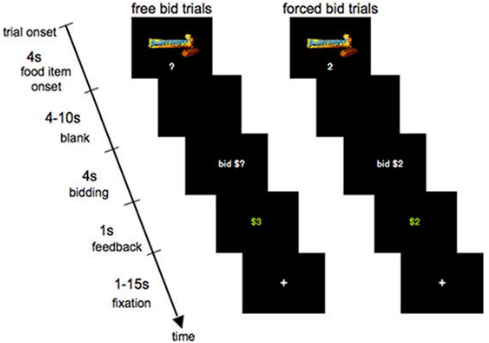 free bid trials
forced bid trials
trial onset
4s
food item
onset
4-10s
blank
4s
bidding
1s
feedback
1-15s
fixation
time
?
bid $?
$3
+
2
bid $2
$2
+